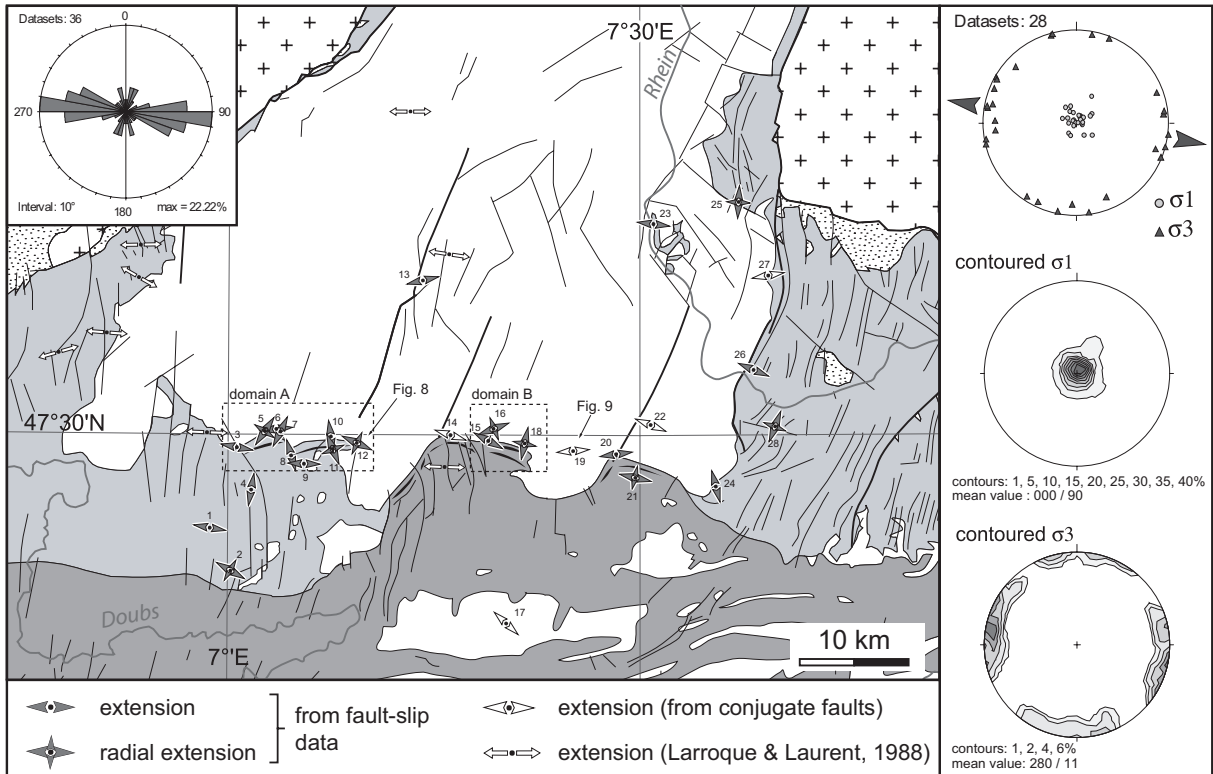 Datasets: 36
0
270
90
180
Interval: 10°
max = 22.22%
7°30'E
Rhein
25
23
13
27
26
domain A
Fig. 8
domain B
Fig. 9
47°30'N
5
6
7
10
3
8
9
11
12
14
15
16
18
19
20
22
21
24
28
4
1
2
17
Doubs
7°'E
10 km
extension
radial extension
from fault-slip
data
extension (from conjugate faults)
extension (Larroque & Laurent, 1988)
Datasets: 28
σ1
σ3
contoured σ1
contours: 1, 5, 10, 15, 20, 25, 30, 35, 40%
mean value : 000 / 90
contoured σ3
contours: 1, 2, 4, 6%
mean value: 280 / 11